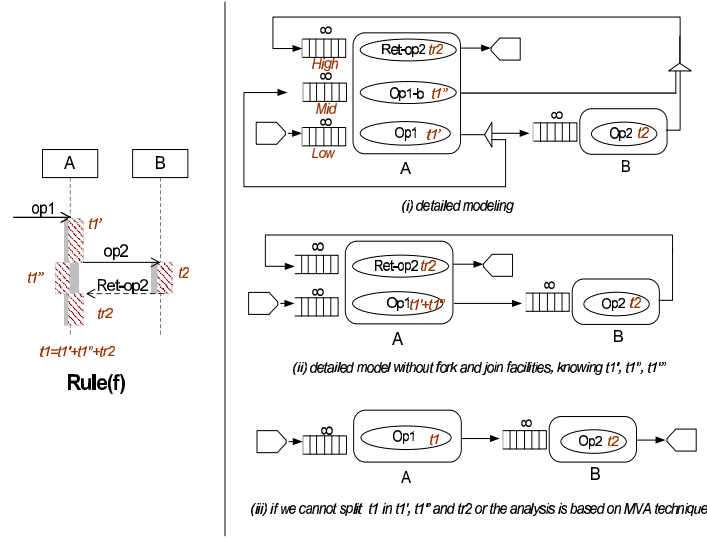 A
B
op1
t1'
op2
t1''
t2
Ret-op2
tr2
t1=t1'+t1''+tr2
Rule(f)
∞
Ret-op2 tr2
High
∞
Op1-b t1''
Mid
∞
Op1 t1'
Low
∞
Op2 t2
A
B
(i) detailed modeling
∞
Ret-op2 tr2
∞
Op1 t1'+t1''
∞
Op2 t2
A
B
(ii) detailed model without fork and join facilities, knowing t1', t1'', t1'''
∞
Op1 t1
∞
Op2 t2
A
B
(iii) if we cannot split t1 in t1', t1'' and tr2 or the analysis is based on MVA technique